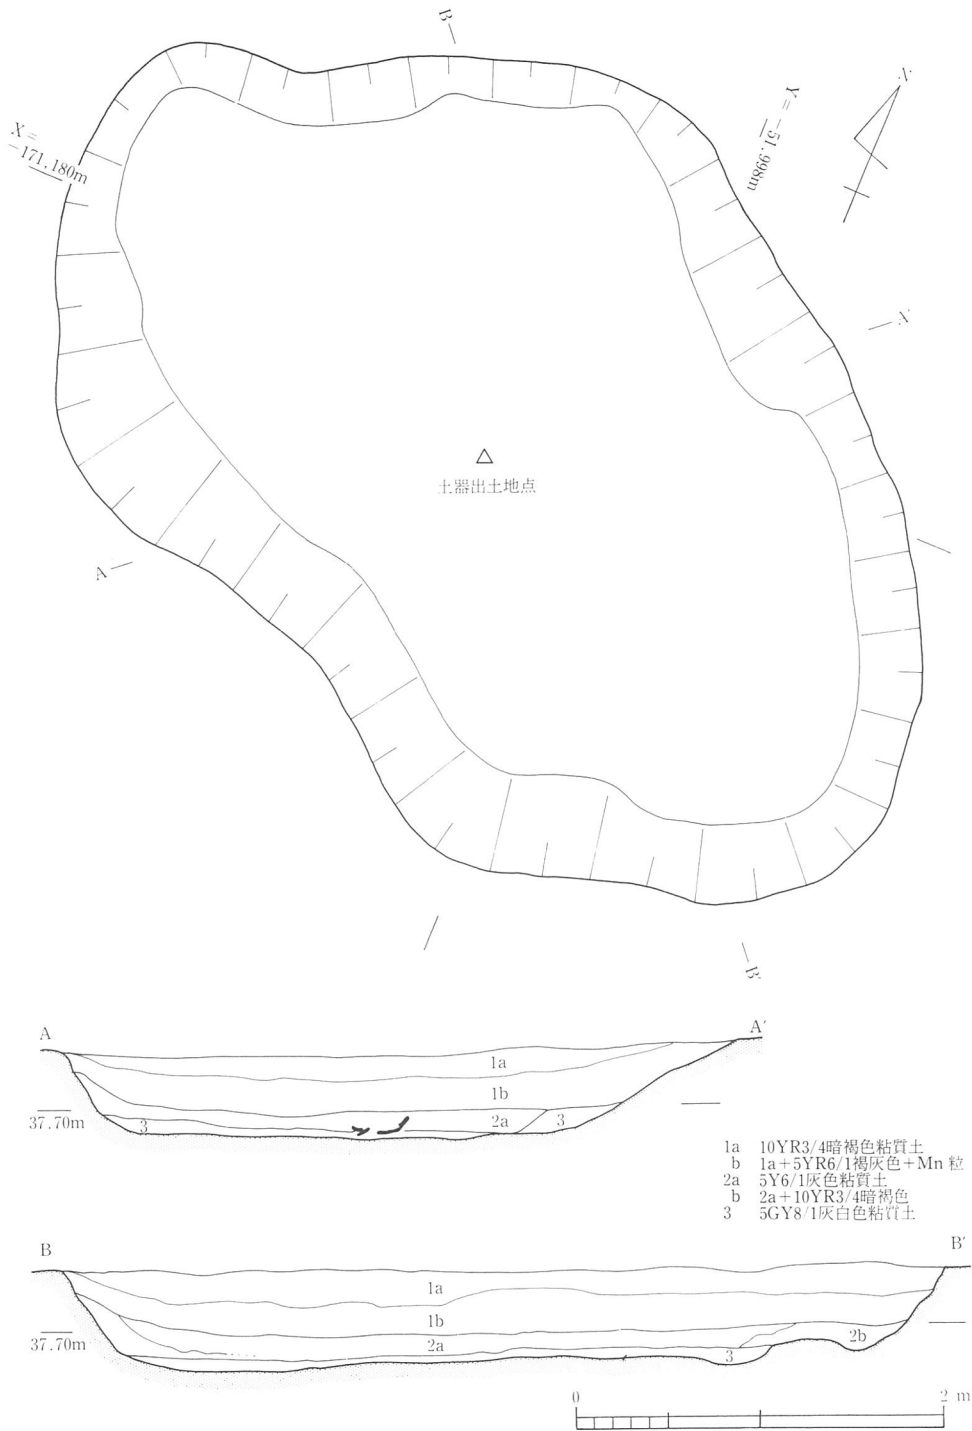 B
X=
-171,180m
Y=-51,998m
土器出土地点
A
B'
A
A'
1a
1b
37.70m
3
2a
3
1a 10YR3/4暗褐色粘質土
b 1a+5YR6/1褐灰色+Mn粒
2a 5Y6/1灰色粘質土
b 2a+10YR3/4暗褐色
3 5GY8/1灰白色粘質土
B
B'
1a
1b
2a
2b
37.70m
3
0
2 m